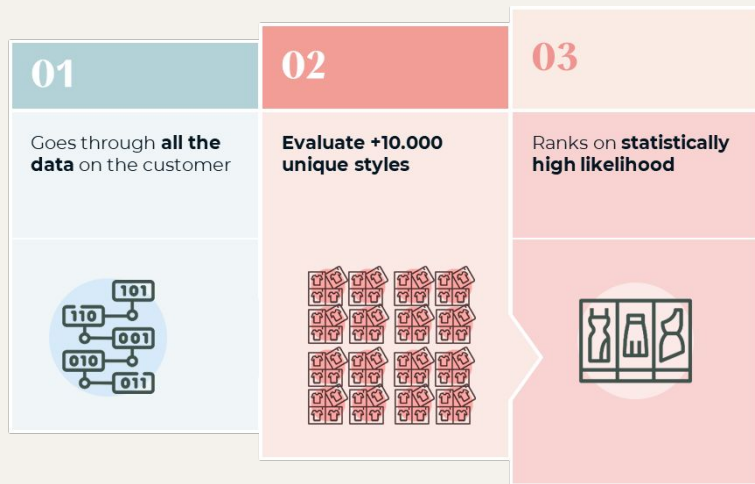 01
Goes through all the
data on the customer
101
110
001
010
011
02
Evaluate +10.000
unique styles
03
Ranks on statistically
high likelihood